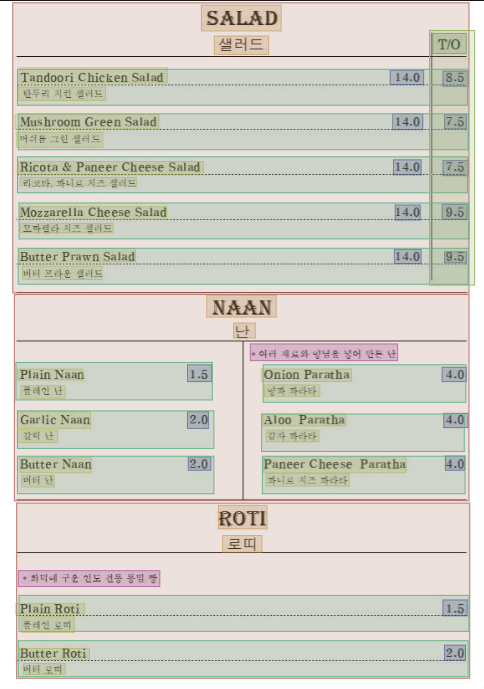 SALAD
샐러드
T/O
Tandoori Chicken Salad 14.0 8.5
탄두리 치킨 샐러드
Mushroom Green Salad 14.0 7.5
머쉬룸 그린 샐러드
Ricota & Paneer Cheese Salad 14.0 7.5
리코타, 파니르 치즈 샐러드
Mozzarella Cheese Salad 14.0 9.5
모짜렐라 치즈 샐러드
Butter Prawn Salad 14.0 9.5
버터 프라운 샐러드
NAAN
난
Plain Naan 1.5
플레인 난
Garlic Naan 2.0
갈릭 난
Butter Naan 2.0
버터 난
* 여러 재료와 양념을 넣어 만든 난
Onion Paratha 4.0
양파 파라타
Aloo Paratha 4.0
감자 파라타
Paneer Cheese Paratha 4.0
파니르 치즈 파라타
ROTI
로띠
* 화덕에 구운 인도 전통 통밀 빵
Plain Roti 1.5
플레인 로띠
Butter Roti 2.0
버터 로띠